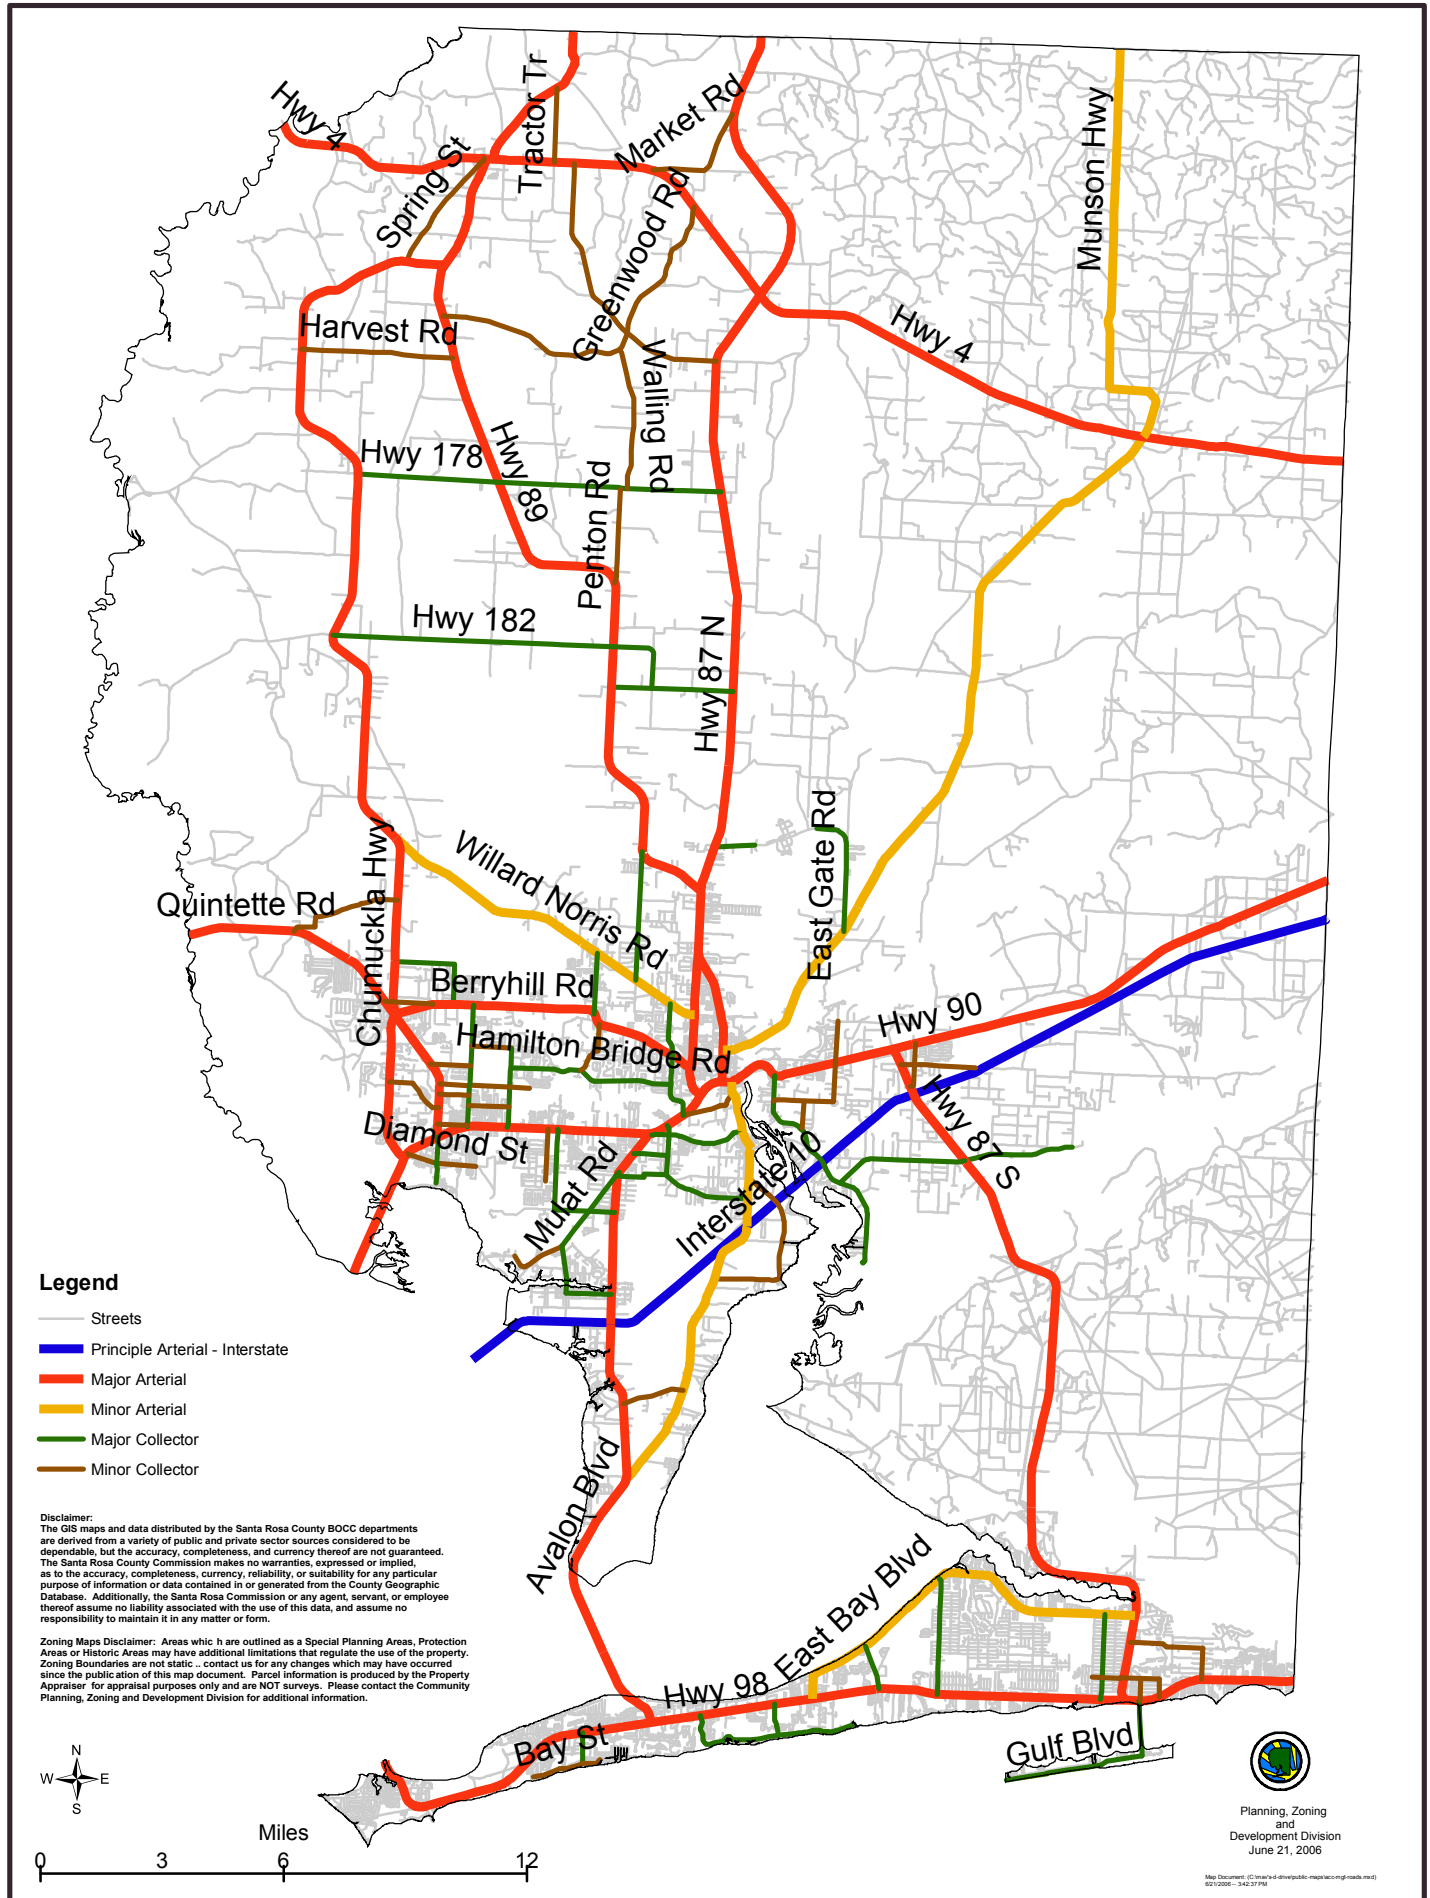 Hwy 4
Tractor Tr
Market Rd
Munson Hwy
Spring St
Greenwood Rd
Harvest Rd
Hwy 4
Walling Rd
Hwy 178
Hwy 89
Penton Rd
Hwy 182
Hwy 87 N
East Gate Rd
Willard Norris Rd
Chumuckla Hwy
Quintette Rd
Berryhill Rd
Hwy 90
Hamilton Bridge Rd
Hwy 87 S
Diamond St
Mulat Rd
Interstate 10
Legend
Streets
Principle Arterial - Interstate
Major Arterial
Minor Arterial
Major Collector
Minor Collector
Avalon Blvd
East Bay Blvd
Hwy 98
Bay St
Gulf Blvd
Disclaimer:
The GIS maps and data distributed by the Santa Rosa County BOCC departments
are derived from a variety of public and private sector sources considered to be
dependable, but the accuracy, completeness, and currency thereof are not guaranteed.
The Santa Rosa County Commission makes no warranties, expressed or implied,
as to the accuracy, completeness, currency, reliability, or suitability for any particular
purpose of information or data contained in or generated from the County Geographic
Database. Additionally, the Santa Rosa Commission or any agent, servant, or employee
thereof assume no liability associated with the use of this data, and assume no
responsibility to maintain it in any matter or form.
Zoning Maps Disclaimer: Areas whic h are outlined as a Special Planning Areas, Protection
Areas or Historic Areas may have additional limitations that regulate the use of the property.
Zoning Boundaries are not static .. contact us for any changes which may have occurred
since the publication of this map document. Parcel information is produced by the Property
Appraiser for appraisal purposes only and are NOT surveys. Please contact the Community
Planning, Zoning and Development Division for additional information.
N
W E
S
Miles
0 3 6 12
Planning, Zoning
and
Development Division
June 21, 2006
6/21/2006 -- 3:42:37 PM